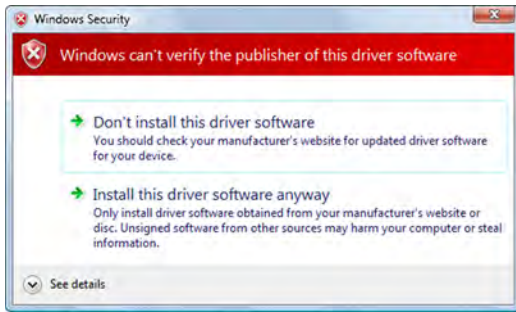 Windows Security
Windows can't verify the publisher of this driver software
Don't install this driver software
You should check your manufacturer's website for updated driver software
for your device.
Install this driver software anyway
Only install driver software obtained from your manufacturer's website or
disc. Unsigned software from other sources may harm your computer or steal
information.
See details